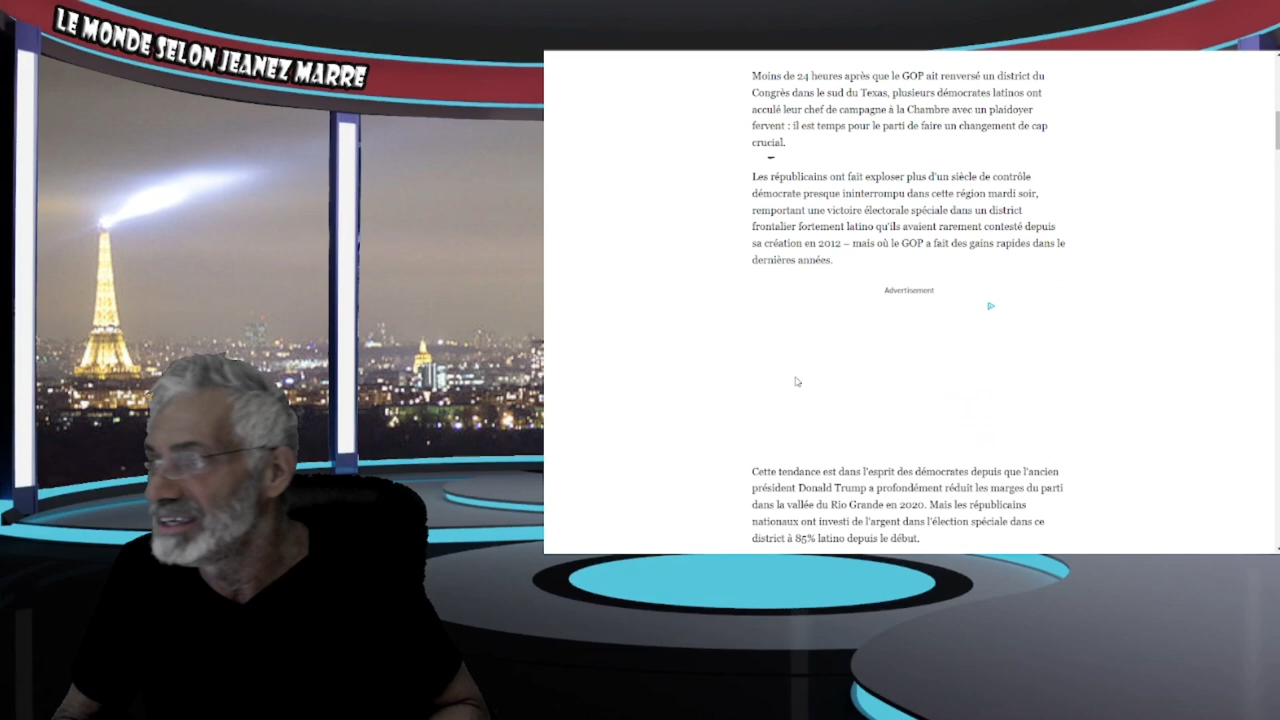 LE MONDE SELON JEANEZ MARRE
Moins de 24 heures après que le GOP ait renversé un district du
Congrès dans le sud du Texas, plusieurs démocrates latinos ont
acculé leur chef de campagne à la Chambre avec un plaidoyer
fervent : il est temps pour le parti de faire un changement de cap
crucial.
Les républicains ont fait exploser plus d'un siècle de contrôle
démocrate presque ininterrompu dans cette région mardi soir,
remportant une victoire électorale spéciale dans un district
frontalier fortement latino qu'ils avaient rarement contesté depuis
sa création en 2012 – mais où le GOP a fait des gains rapides dans le
dernières années.
Advertisement
Cette tendance est dans l'esprit des démocrates depuis que l'ancien
président Donald Trump a profondément réduit les marges du parti
dans la vallée du Rio Grande en 2020. Mais les républicains
nationaux ont investi de l'argent dans l'élection spéciale dans ce
district à 85% latino depuis le début.